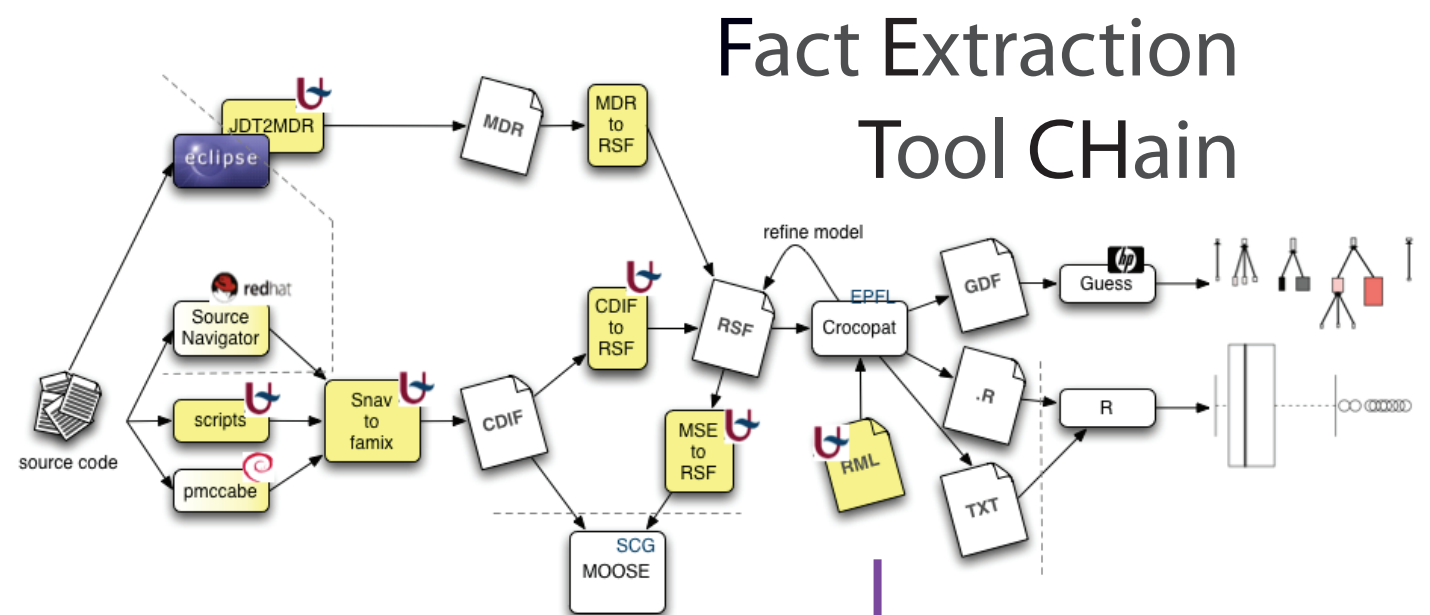 Fact Extraction
Tool CHain
JDT2MDR
eclipse
MDR
MDR
to
RSF
refine model
redhat
Source
Navigator
scripts
pmccabe
source code
Snav
to
famix
CDIF
CDIF
to
RSF
RSF
MSE
to
RSF
SCG
MOOSE
EPFL
Crocopat
RML
GDF
.R
TXT
hp
Guess
R